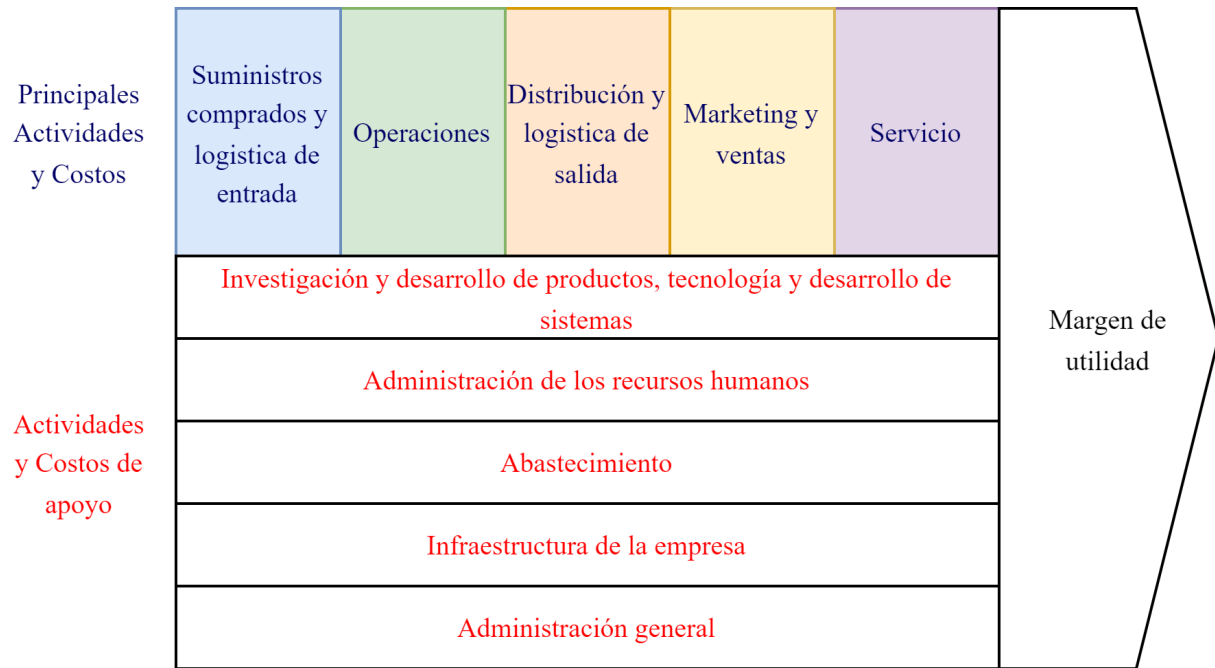 Principales
Actividades
y Costos
Suministros
comprados y
logistica de
entrada
Operaciones
Distribución y
logistica de
salida
Marketing y
ventas
Servicio
Investigación y desarrollo de productos, tecnología y desarrollo de
sistemas
Administración de los recursos humanos
Actividades
y Costos de
apoyo
Abastecimiento
Infraestructura de la empresa
Administración general
Margen de
utilidad